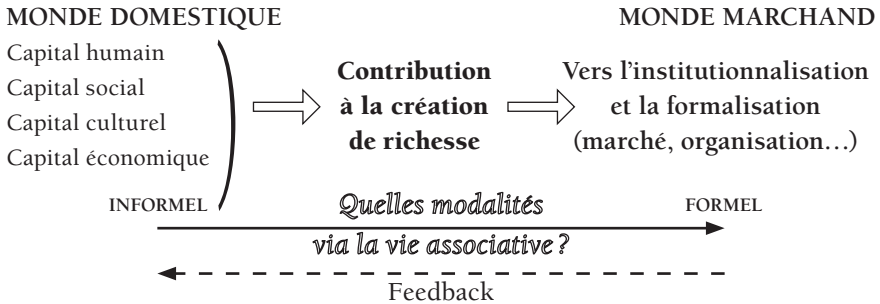 MONDE DOMESTIQUE
MONDE MARCHAND
Capital humain
Capital social
Capital culturel
Capital économique
Contribution
à la création
de richesse
Vers l'institutionnalisation
et la formalisation
(marché, organisation…)
INFORMEL
Quelles modalités
FORMEL
via la vie associative ?
Feedback